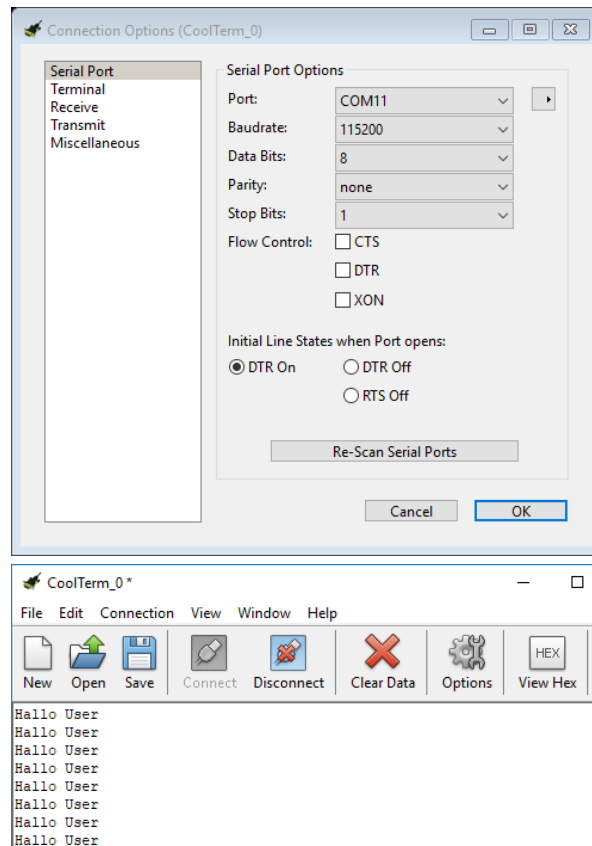 Connection Options (CoolTerm_0)
Serial Port
Terminal
Receive
Transmit
Miscellaneous
Serial Port Options
Port: COM11
Baudrate: 115200
Data Bits: 8
Parity: none
Stop Bits: 1
Flow Control: CTS
DTR
XON
Initial Line States when Port opens:
DTR On DTR Off
RTS Off
Re-Scan Serial Ports
Cancel OK
CoolTerm_0 *
File Edit Connection View Window Help
HEX
New Open Save Connect Disconnect Clear Data Options View Hex
Hallo User
Hallo User
Hallo User
Hallo User
Hallo User
Hallo User
Hallo User
Hallo User